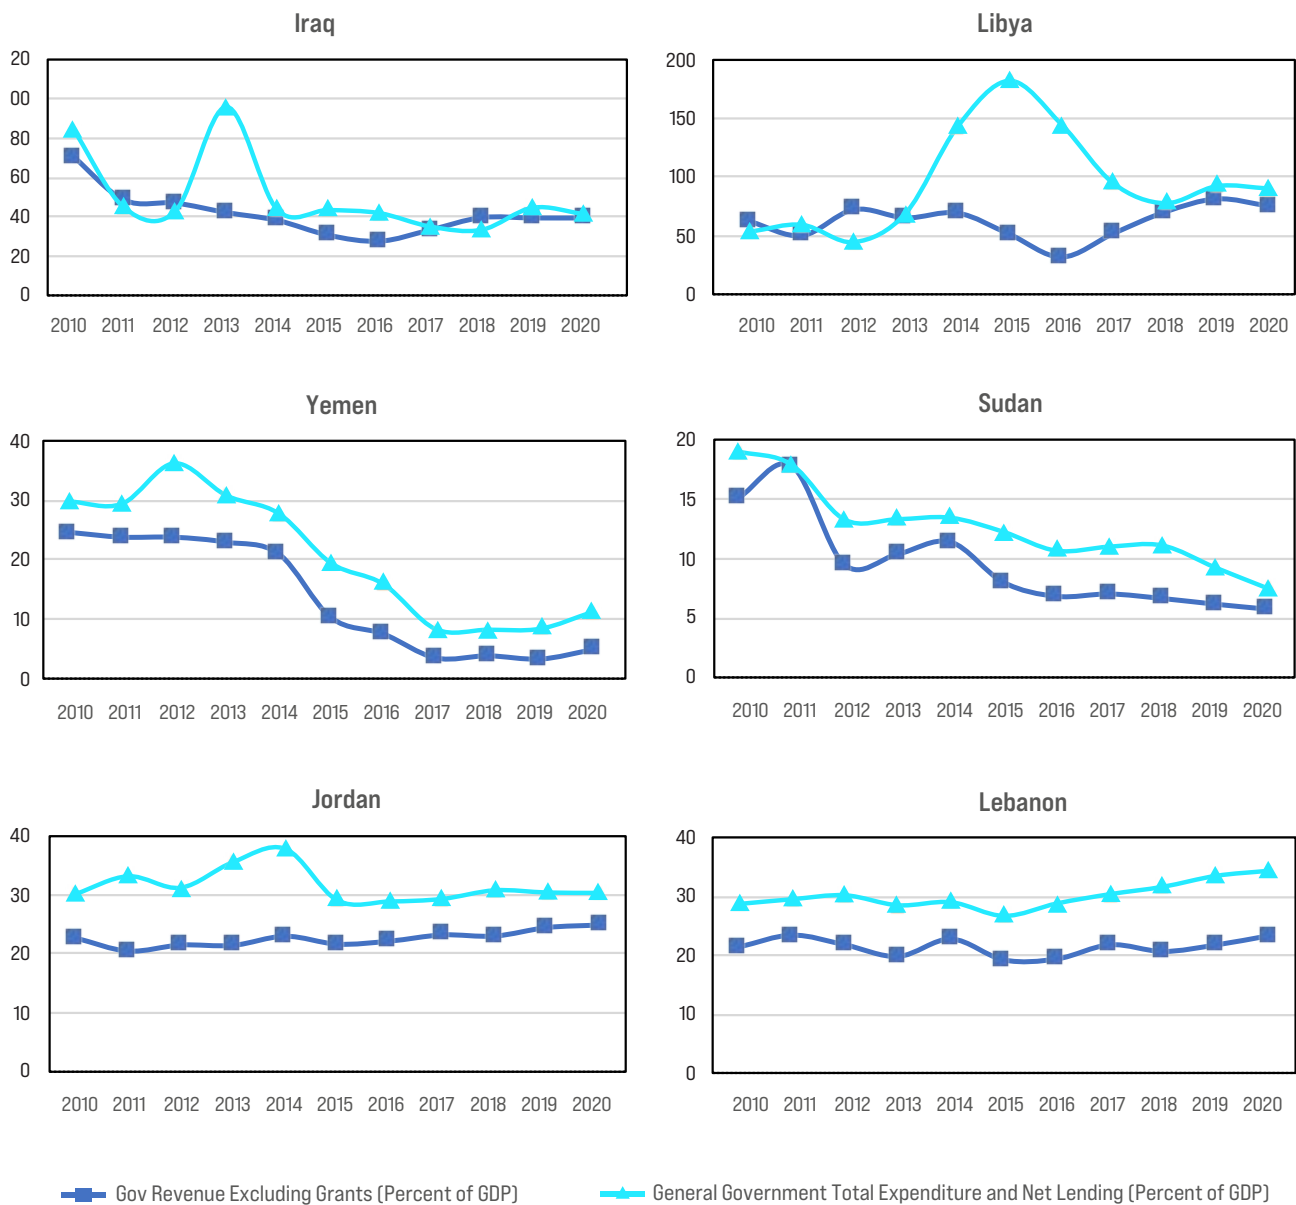 Iraq
20
00
80
60
40
20
0
2010 2011 2012 2013 2014 2015 2016 2017 2018 2019 2020
Libya
200
150
100
50
0
2010 2011 2012 2013 2014 2015 2016 2017 2018 2019 2020
Yemen
40
30
20
10
0
2010 2011 2012 2013 2014 2015 2016 2017 2018 2019 2020
Sudan
20
15
10
5
0
2010 2011 2012 2013 2014 2015 2016 2017 2018 2019 2020
Jordan
40
30
20
10
0
2010 2011 2012 2013 2014 2015 2016 2017 2018 2019 2020
Lebanon
40
30
20
10
0
2010 2011 2012 2013 2014 2015 2016 2017 2018 2019 2020
Gov Revenue Excluding Grants (Percent of GDP)
General Government Total Expenditure and Net Lending (Percent of GDP)